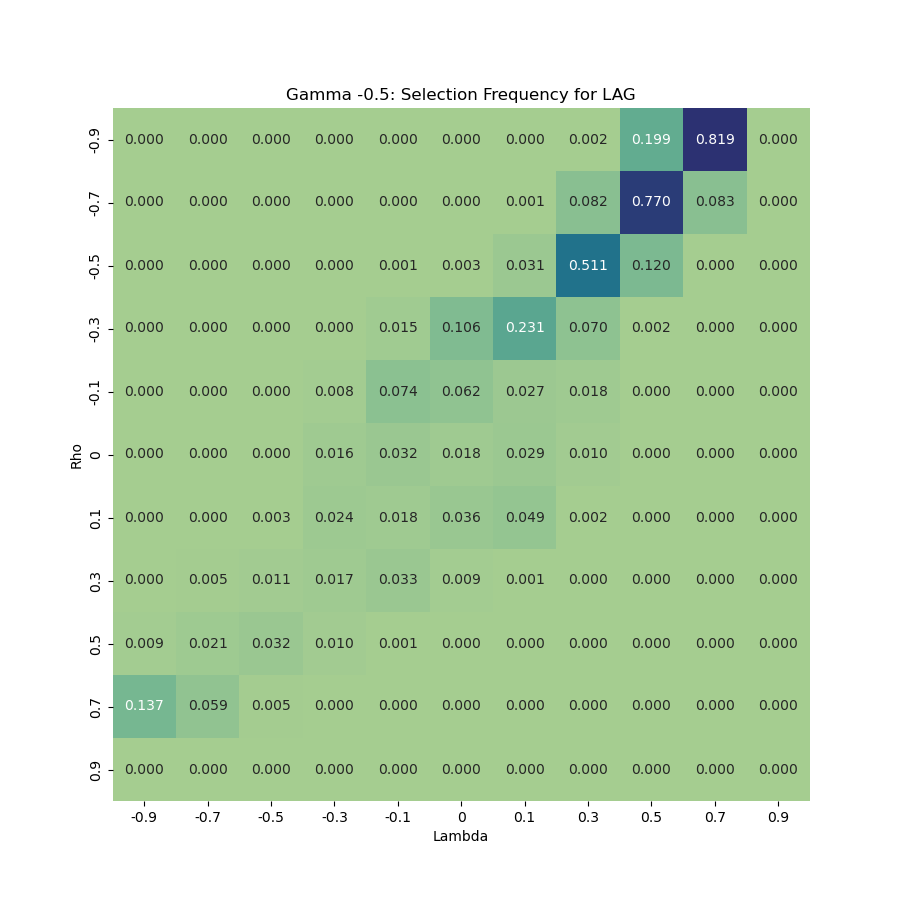 Gamma -0.5: Selection Frequency for LAG
-0.9 0.000 0.000 0.000 0.000 0.000 0.000 0.000 0.002 0.199 0.819 0.000
-0.7 0.000 0.000 0.000 0.000 0.000 0.000 0.001 0.082 0.770 0.083 0.000
-0.5 0.000 0.000 0.000 0.000 0.001 0.003 0.031 0.511 0.120 0.000 0.000
-0.3 0.000 0.000 0.000 0.000 0.015 0.106 0.231 0.070 0.002 0.000 0.000
-0.1 0.000 0.000 0.000 0.008 0.074 0.062 0.027 0.018 0.000 0.000 0.000
Rho
0 0.000 0.000 0.000 0.016 0.032 0.018 0.029 0.010 0.000 0.000 0.000
0.1 0.000 0.000 0.003 0.024 0.018 0.036 0.049 0.002 0.000 0.000 0.000
0.3 0.000 0.005 0.011 0.017 0.033 0.009 0.001 0.000 0.000 0.000 0.000
0.5 0.009 0.021 0.032 0.010 0.001 0.000 0.000 0.000 0.000 0.000 0.000
0.7 0.137 0.059 0.005 0.000 0.000 0.000 0.000 0.000 0.000 0.000 0.000
0.9 0.000 0.000 0.000 0.000 0.000 0.000 0.000 0.000 0.000 0.000 0.000
-0.9 -0.7 -0.5 -0.3 -0.1 0 0.1 0.3 0.5 0.7 0.9
Lambda